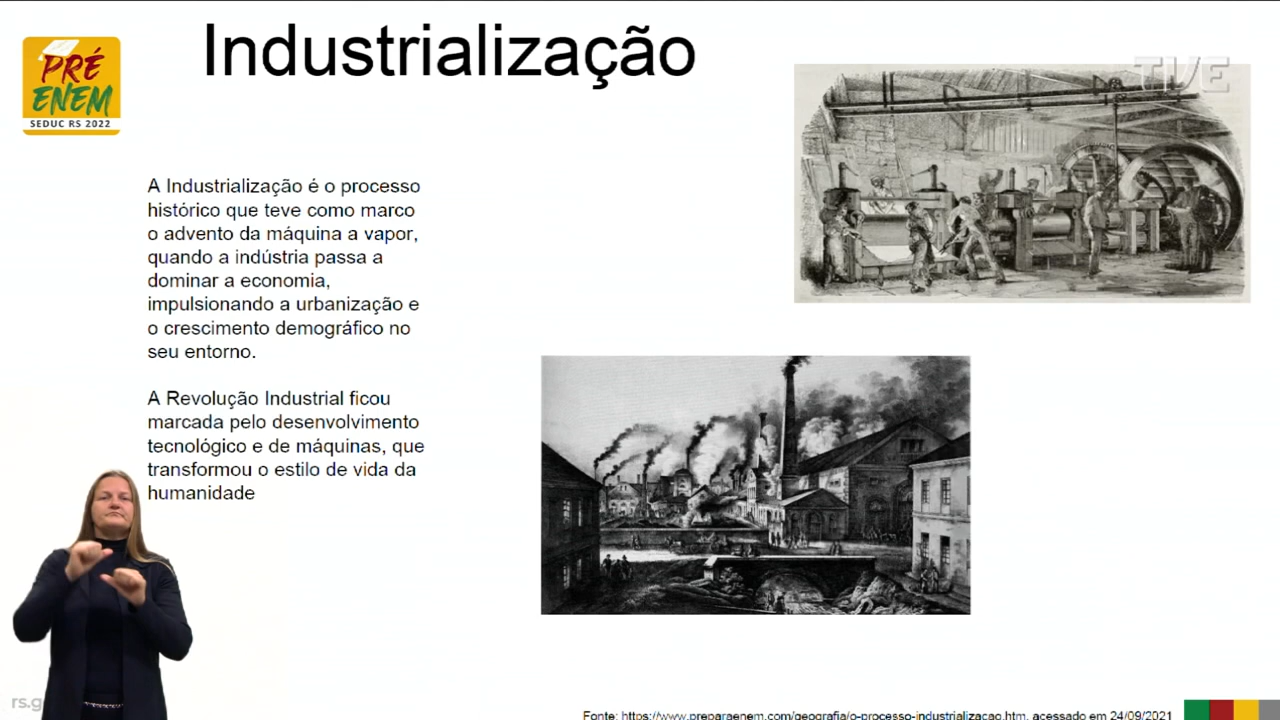 Industrialização
PRÉ
ENEM
SEDUC RS 2022
TVE
A Industrialização é o processo
histórico que teve como marco
o advento da máquina a vapor,
quando a indústria passa a
dominar a economia,
impulsionando a urbanização e
o crescimento demográfico no
seu entorno.
A Revolução Industrial ficou
marcada pelo desenvolvimento
tecnológico e de máquinas, que
transformou o estilo de vida da
humanidade
rs.g
Fonte: https://www.preparaenem.com/geografia/o-processo-industrializacao.htm, acessado em 24/09/2021